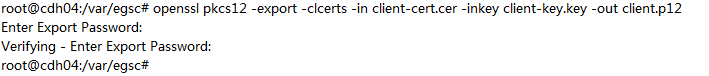 root@cdh04:/var/egsc# openssl pkcs12 -export -clcerts -in client-cert.cer -inkey client-key.key -out client.p12
Enter Export Password:
Verifying - Enter Export Password:
root@cdh04:/var/egsc#